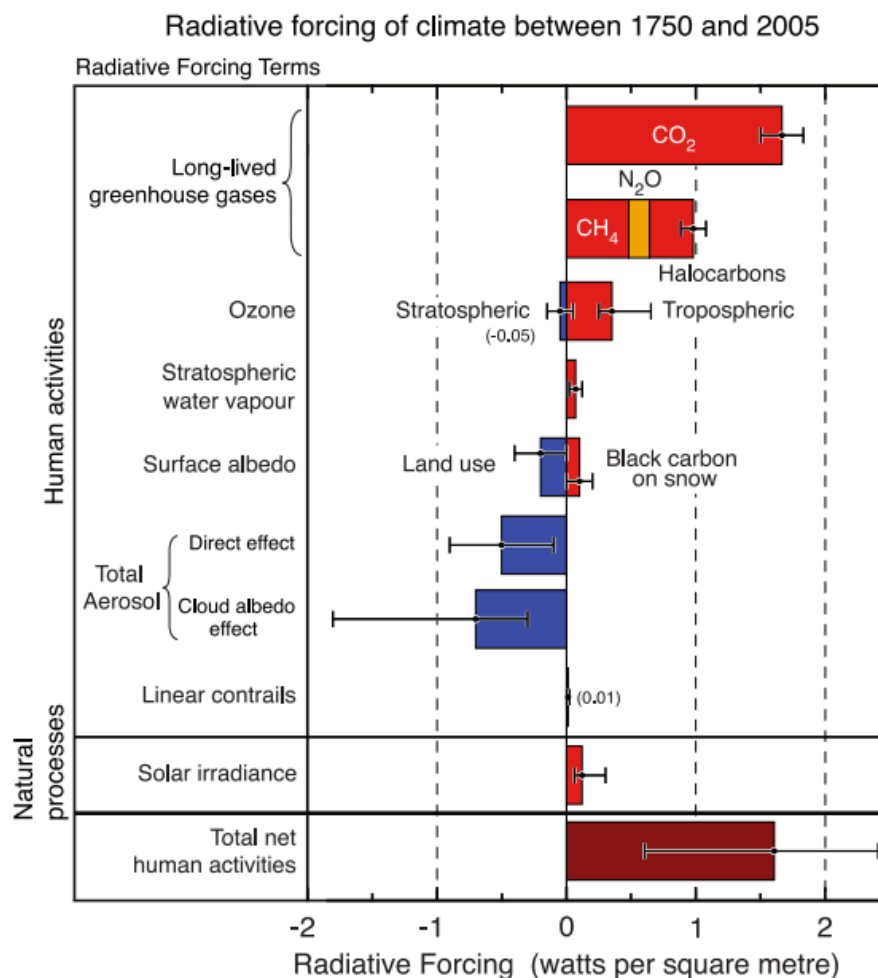 Radiative forcing of climate between 1750 and 2005
Radiative Forcing Terms
Human activities
Long-lived
greenhouse gases
CO₂
N₂O
CH₄
Halocarbons
Ozone
Stratospheric
(-0.05)
Tropospheric
Stratospheric
water vapour
Surface albedo
Land use
Black carbon
on snow
Total
Aerosol
Direct effect
Cloud albedo
effect
Linear contrails
(0.01)
Natural
processes
Solar irradiance
Total net
human activities
-2 -1 0 1 2
Radiative Forcing (watts per square metre)